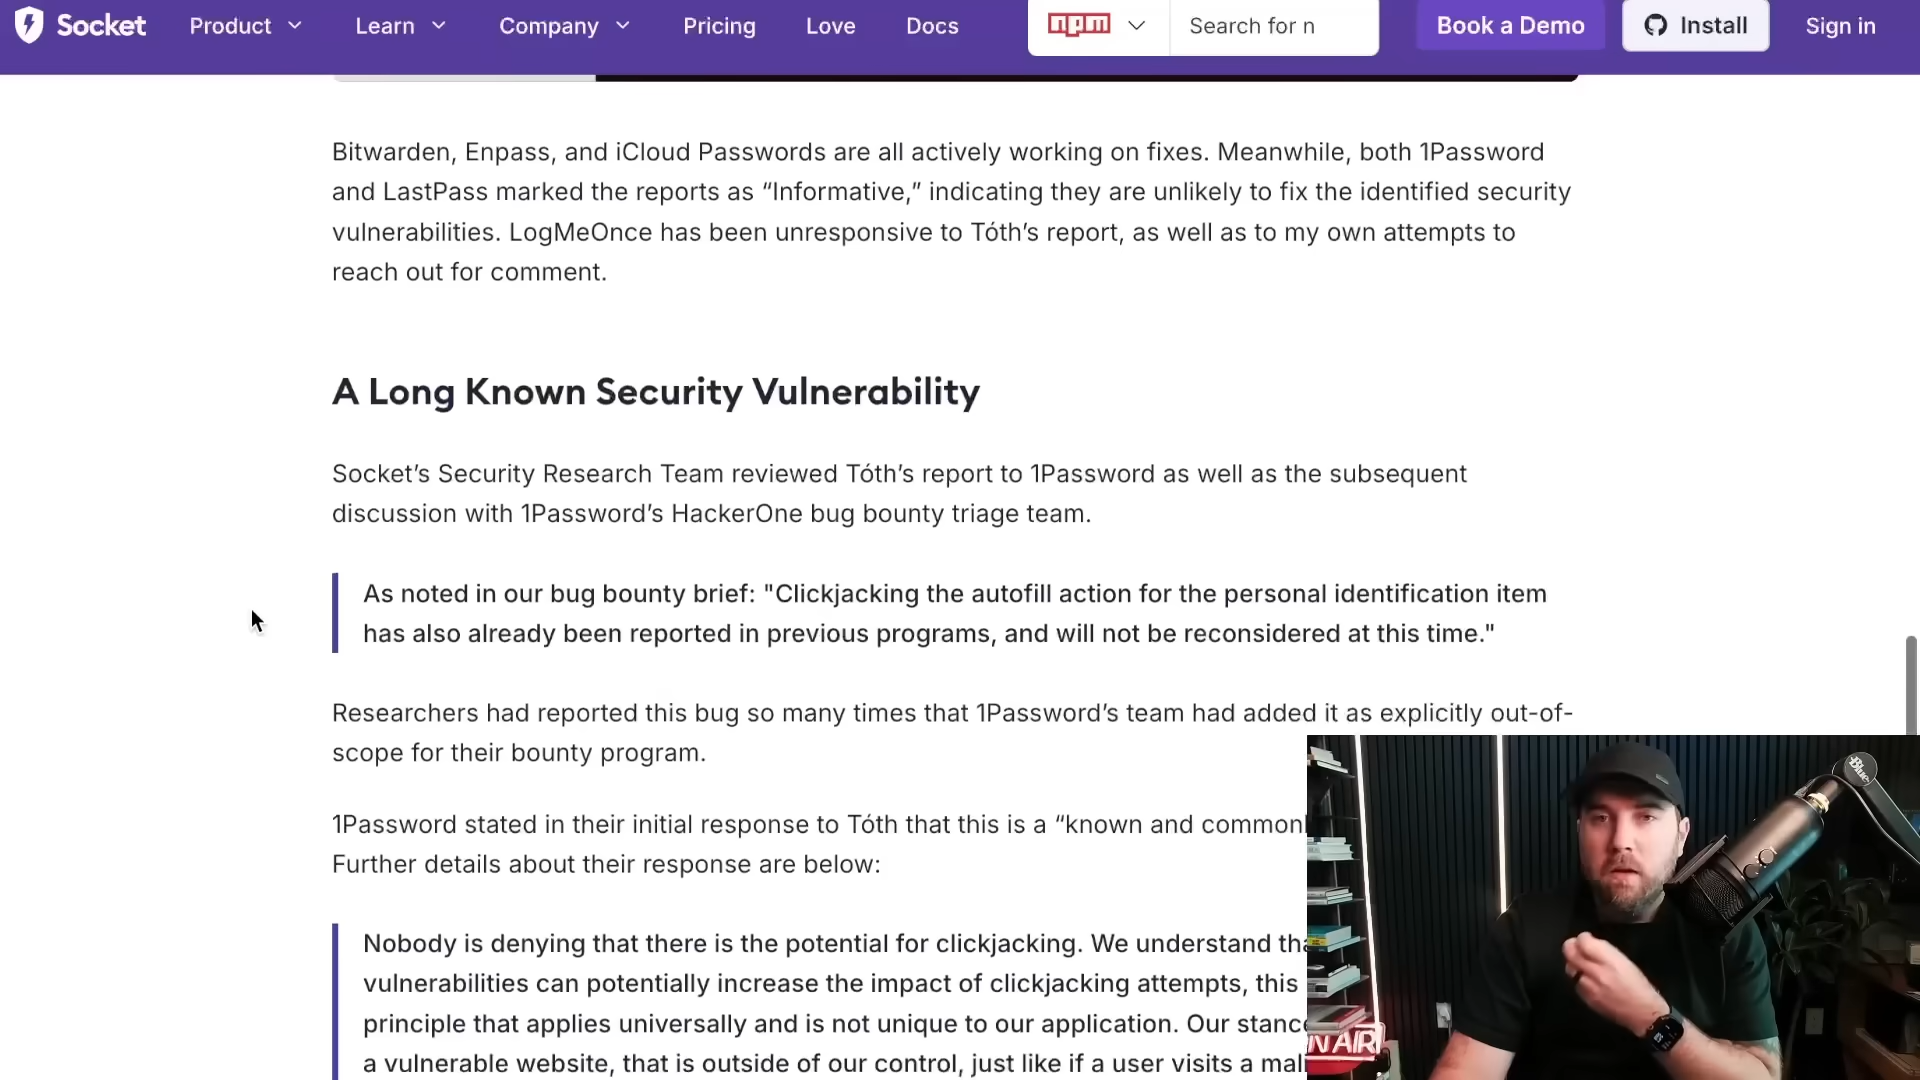 Socket
Product
Learn
Company
Pricing
Love
Docs
npm
Search for n
Book a Demo
Install
Sign in
Bitwarden, Enpass, and iCloud Passwords are all actively working on fixes. Meanwhile, both 1Password
and LastPass marked the reports as “Informative,” indicating they are unlikely to fix the identified security
vulnerabilities. LogMeOnce has been unresponsive to Tóth’s report, as well as to my own attempts to
reach out for comment.
A Long Known Security Vulnerability
Socket’s Security Research Team reviewed Tóth’s report to 1Password as well as the subsequent
discussion with 1Password’s HackerOne bug bounty triage team.
As noted in our bug bounty brief: "Clickjacking the autofill action for the personal identification item
has also already been reported in previous programs, and will not be reconsidered at this time."
Researchers had reported this bug so many times that 1Password’s team had added it as explicitly out-of-
scope for their bounty program.
1Password stated in their initial response to Tóth that this is a “known and common
Further details about their response are below:
Nobody is denying that there is the potential for clickjacking. We understand
vulnerabilities can potentially increase the impact of clickjacking attempts, this
principle that applies universally and is not unique to our application. Our stance
a vulnerable website, that is outside of our control, just like if a user visits a
Blue
N AIR